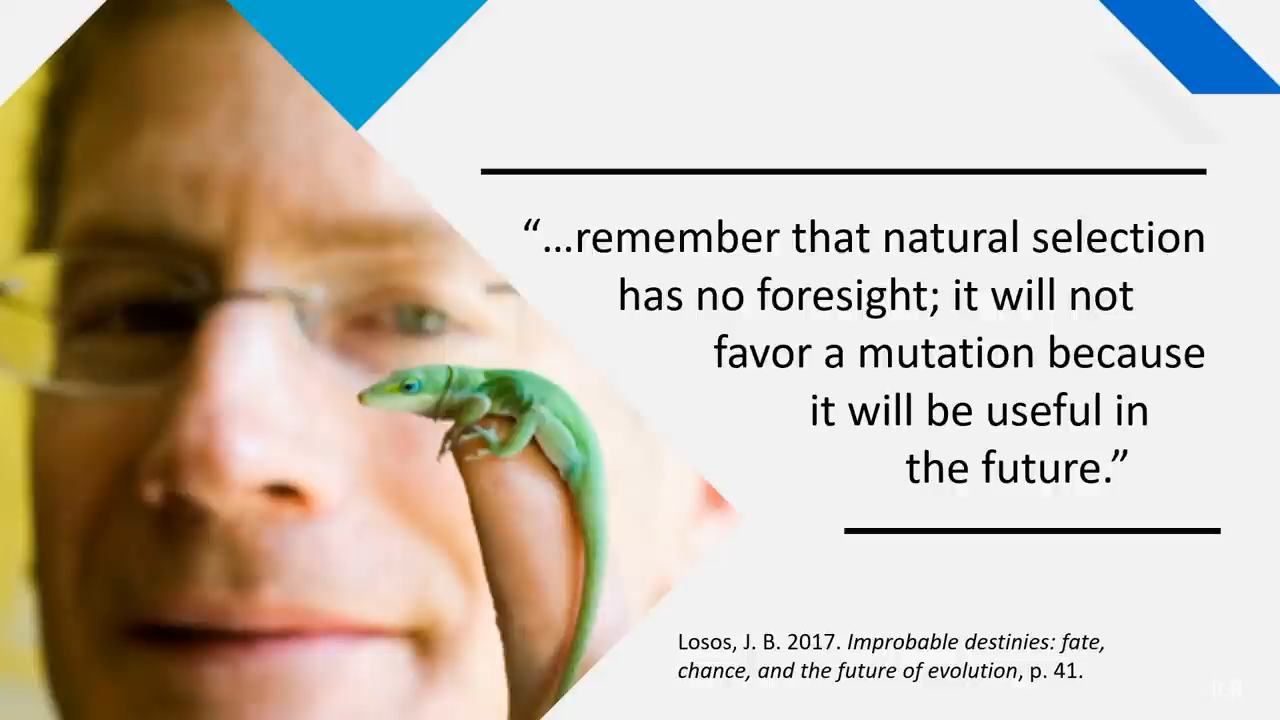 “…remember that natural selection
has no foresight; it will not
favor a mutation because
it will be useful in
the future.”
Losos, J. B. 2017. Improbable destinies: fate,
chance, and the future of evolution, p. 41.